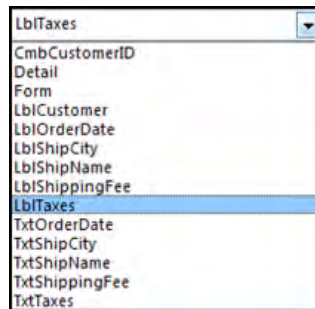 LblTaxes
CmbCustomerID
Detail
Form
LblCustomer
LblOrderDate
LblShipCity
LblShipName
LblShippingFee
LblTaxes
TxtOrderDate
TxtShipCity
TxtShipName
TxtShippingFee
TxtTaxes